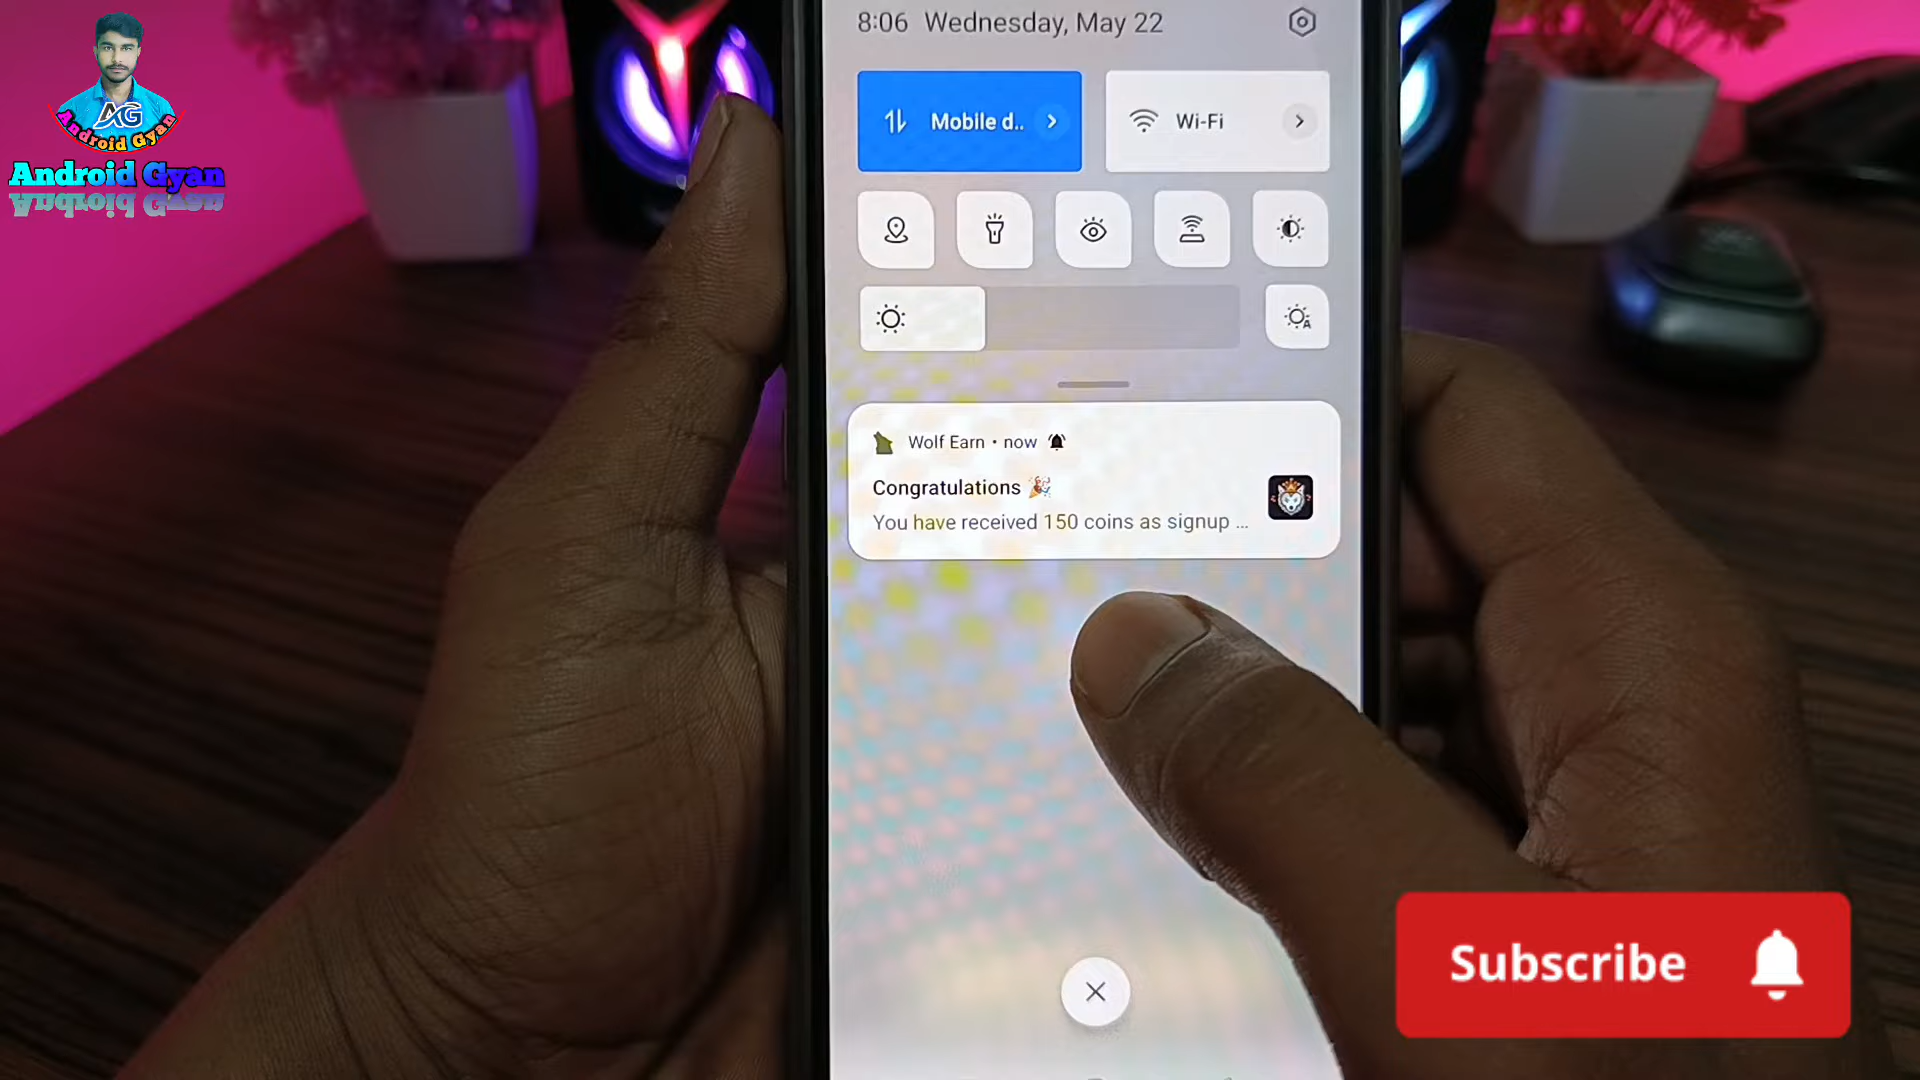 8:06 Wednesday, May 22
Mobile d..
Wi-Fi
A
Wolf Earn • now
Congratulations 🎉
You have received 150 coins as signup ...
AG
Android Gyan
Android Gyan
Subscribe